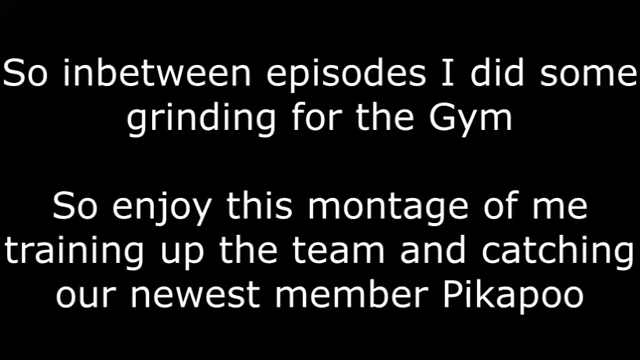 So inbetween episodes I did some
grinding for the Gym
So enjoy this montage of me
training up the team and catching
our newest member Pikapoo